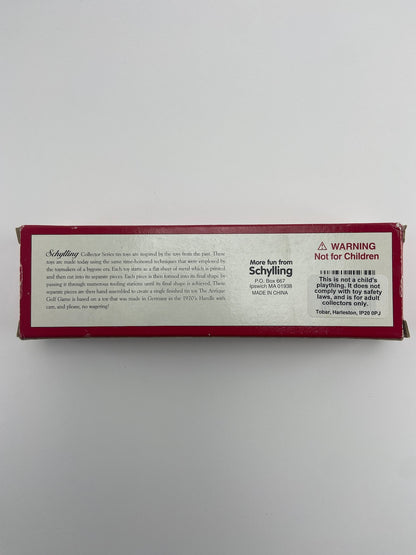 Schylling Collector Series tin toys are inspired by the toys from the past. These
toys are made today using the same time-honored techniques that were employed by
the toymakers of a bygone era. Each toy starts as a flat sheet of metal which is printed
and then cut into its separate pieces. Each piece is then formed into its final shape by
passing it through numerous tooling stations until its final shape is achieved. These
separate pieces are then hand-assembled to create a single finished tin toy. The Antique
Golf Game is based on a toy that was made in Germany in the 1920's. Handle with
care, and please, no wagering!
More fun from
Schylling
P.O. Box 667
Ipswich MA 01938
MADE IN CHINA
WARNING
Not for Children
This is not a child's
plaything. It does not
comply with toy safety
laws, and is for adult
collectors only.
Tobar, Harleston, IP20 0PJ